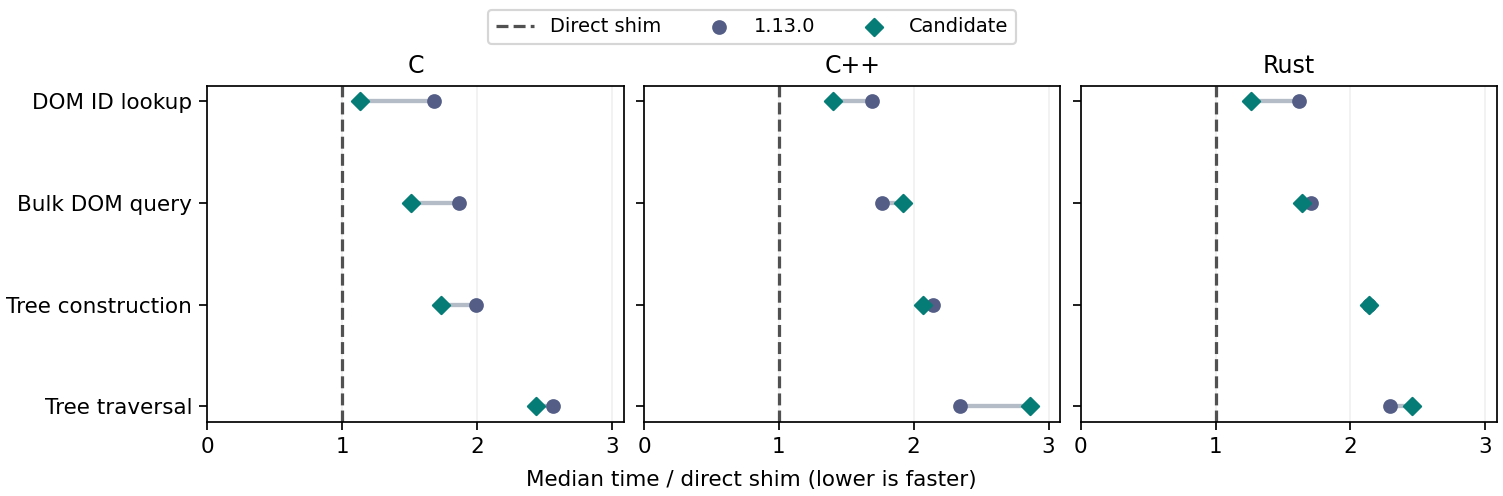 Direct shim 1.13.0 Candidate
C C++ Rust
DOM ID lookup
Bulk DOM query
Tree construction
Tree traversal
0 1 2 3 0 1 2 3 0 1 2 3
Median time / direct shim (lower is faster)